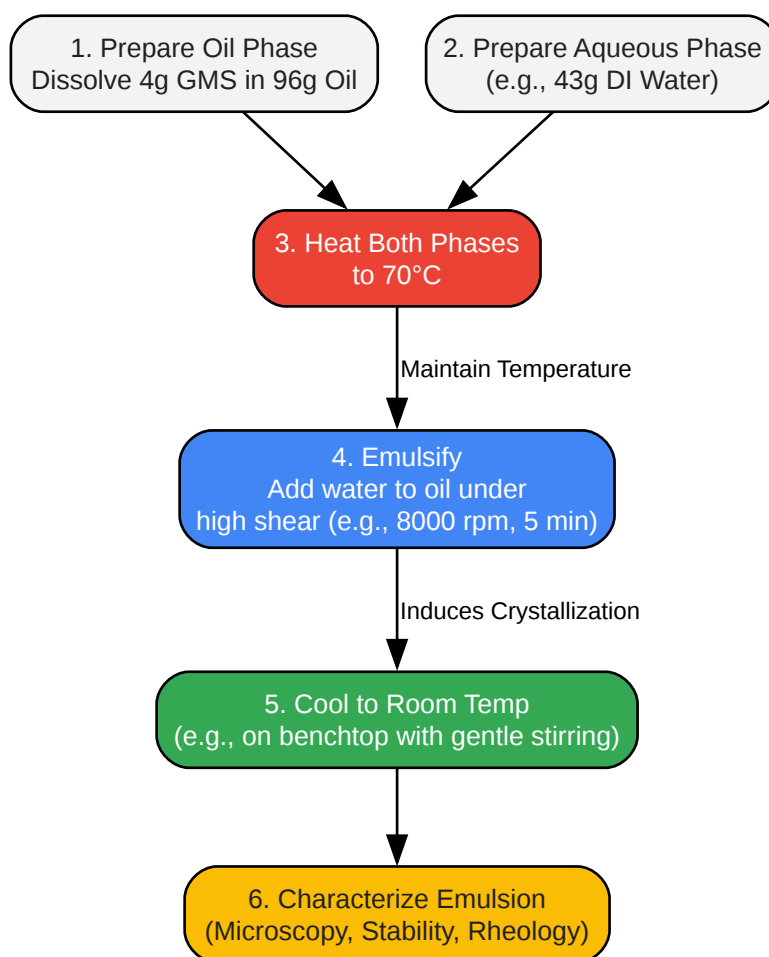 1. Prepare Oil Phase
Dissolve 4g GMS in 96g Oil
2. Prepare Aqueous Phase
(e.g., 43g DI Water)
3. Heat Both Phases
to 70°C
Maintain Temperature
4. Emulsify
Add water to oil under
high shear (e.g., 8000 rpm, 5 min)
Induces Crystallization
5. Cool to Room Temp
(e.g., on benchtop with gentle stirring)
6. Characterize Emulsion
(Microscopy, Stability, Rheology)